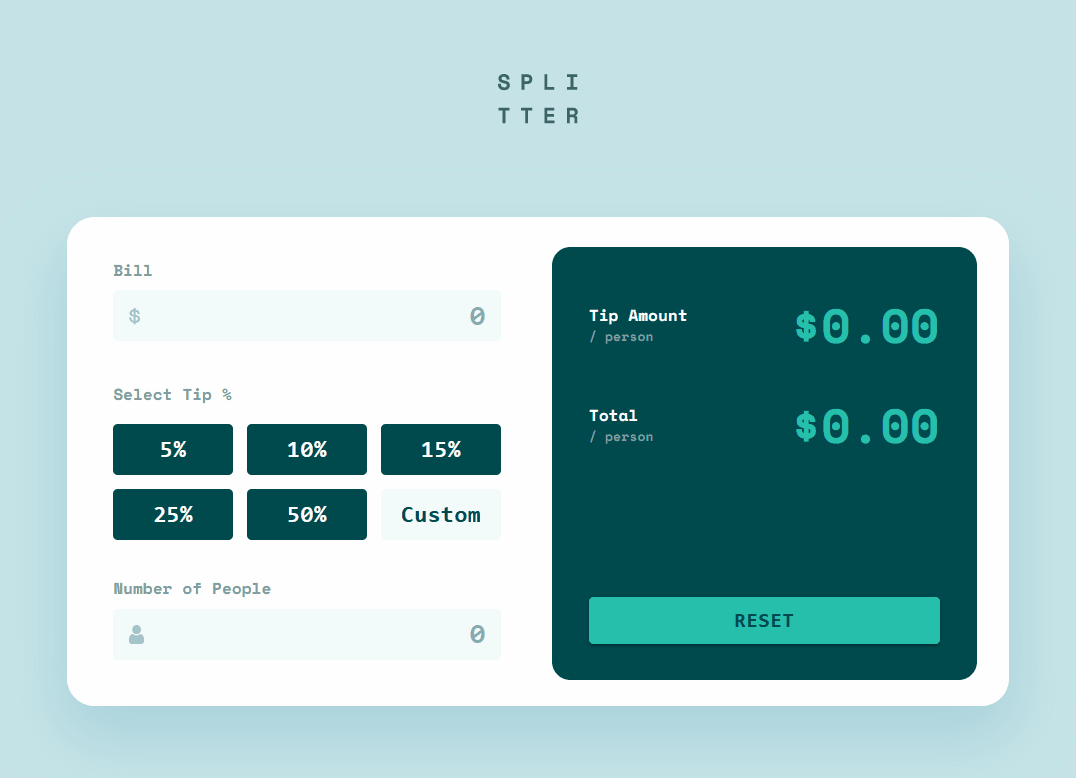 SPLI
TTER
Bill
$ 0
Select Tip %
5% 10% 15%
25% 50% Custom
Number of People
0
Tip Amount
/ person
$0.00
Total
/ person
$0.00
RESET